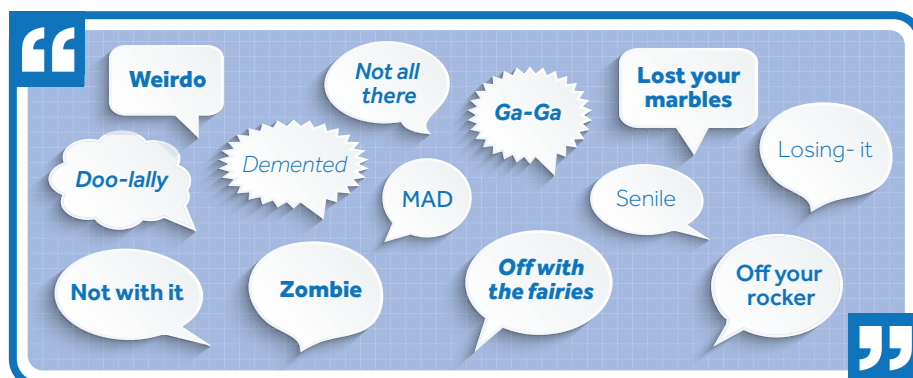 “
Weirdo
Not all
there
Ga-Ga
Lost your
marbles
Losing- it
Doo-lally
Demented
MAD
Senile
Not with it
Zombie
Off with
the fairies
Off your
rocker
”